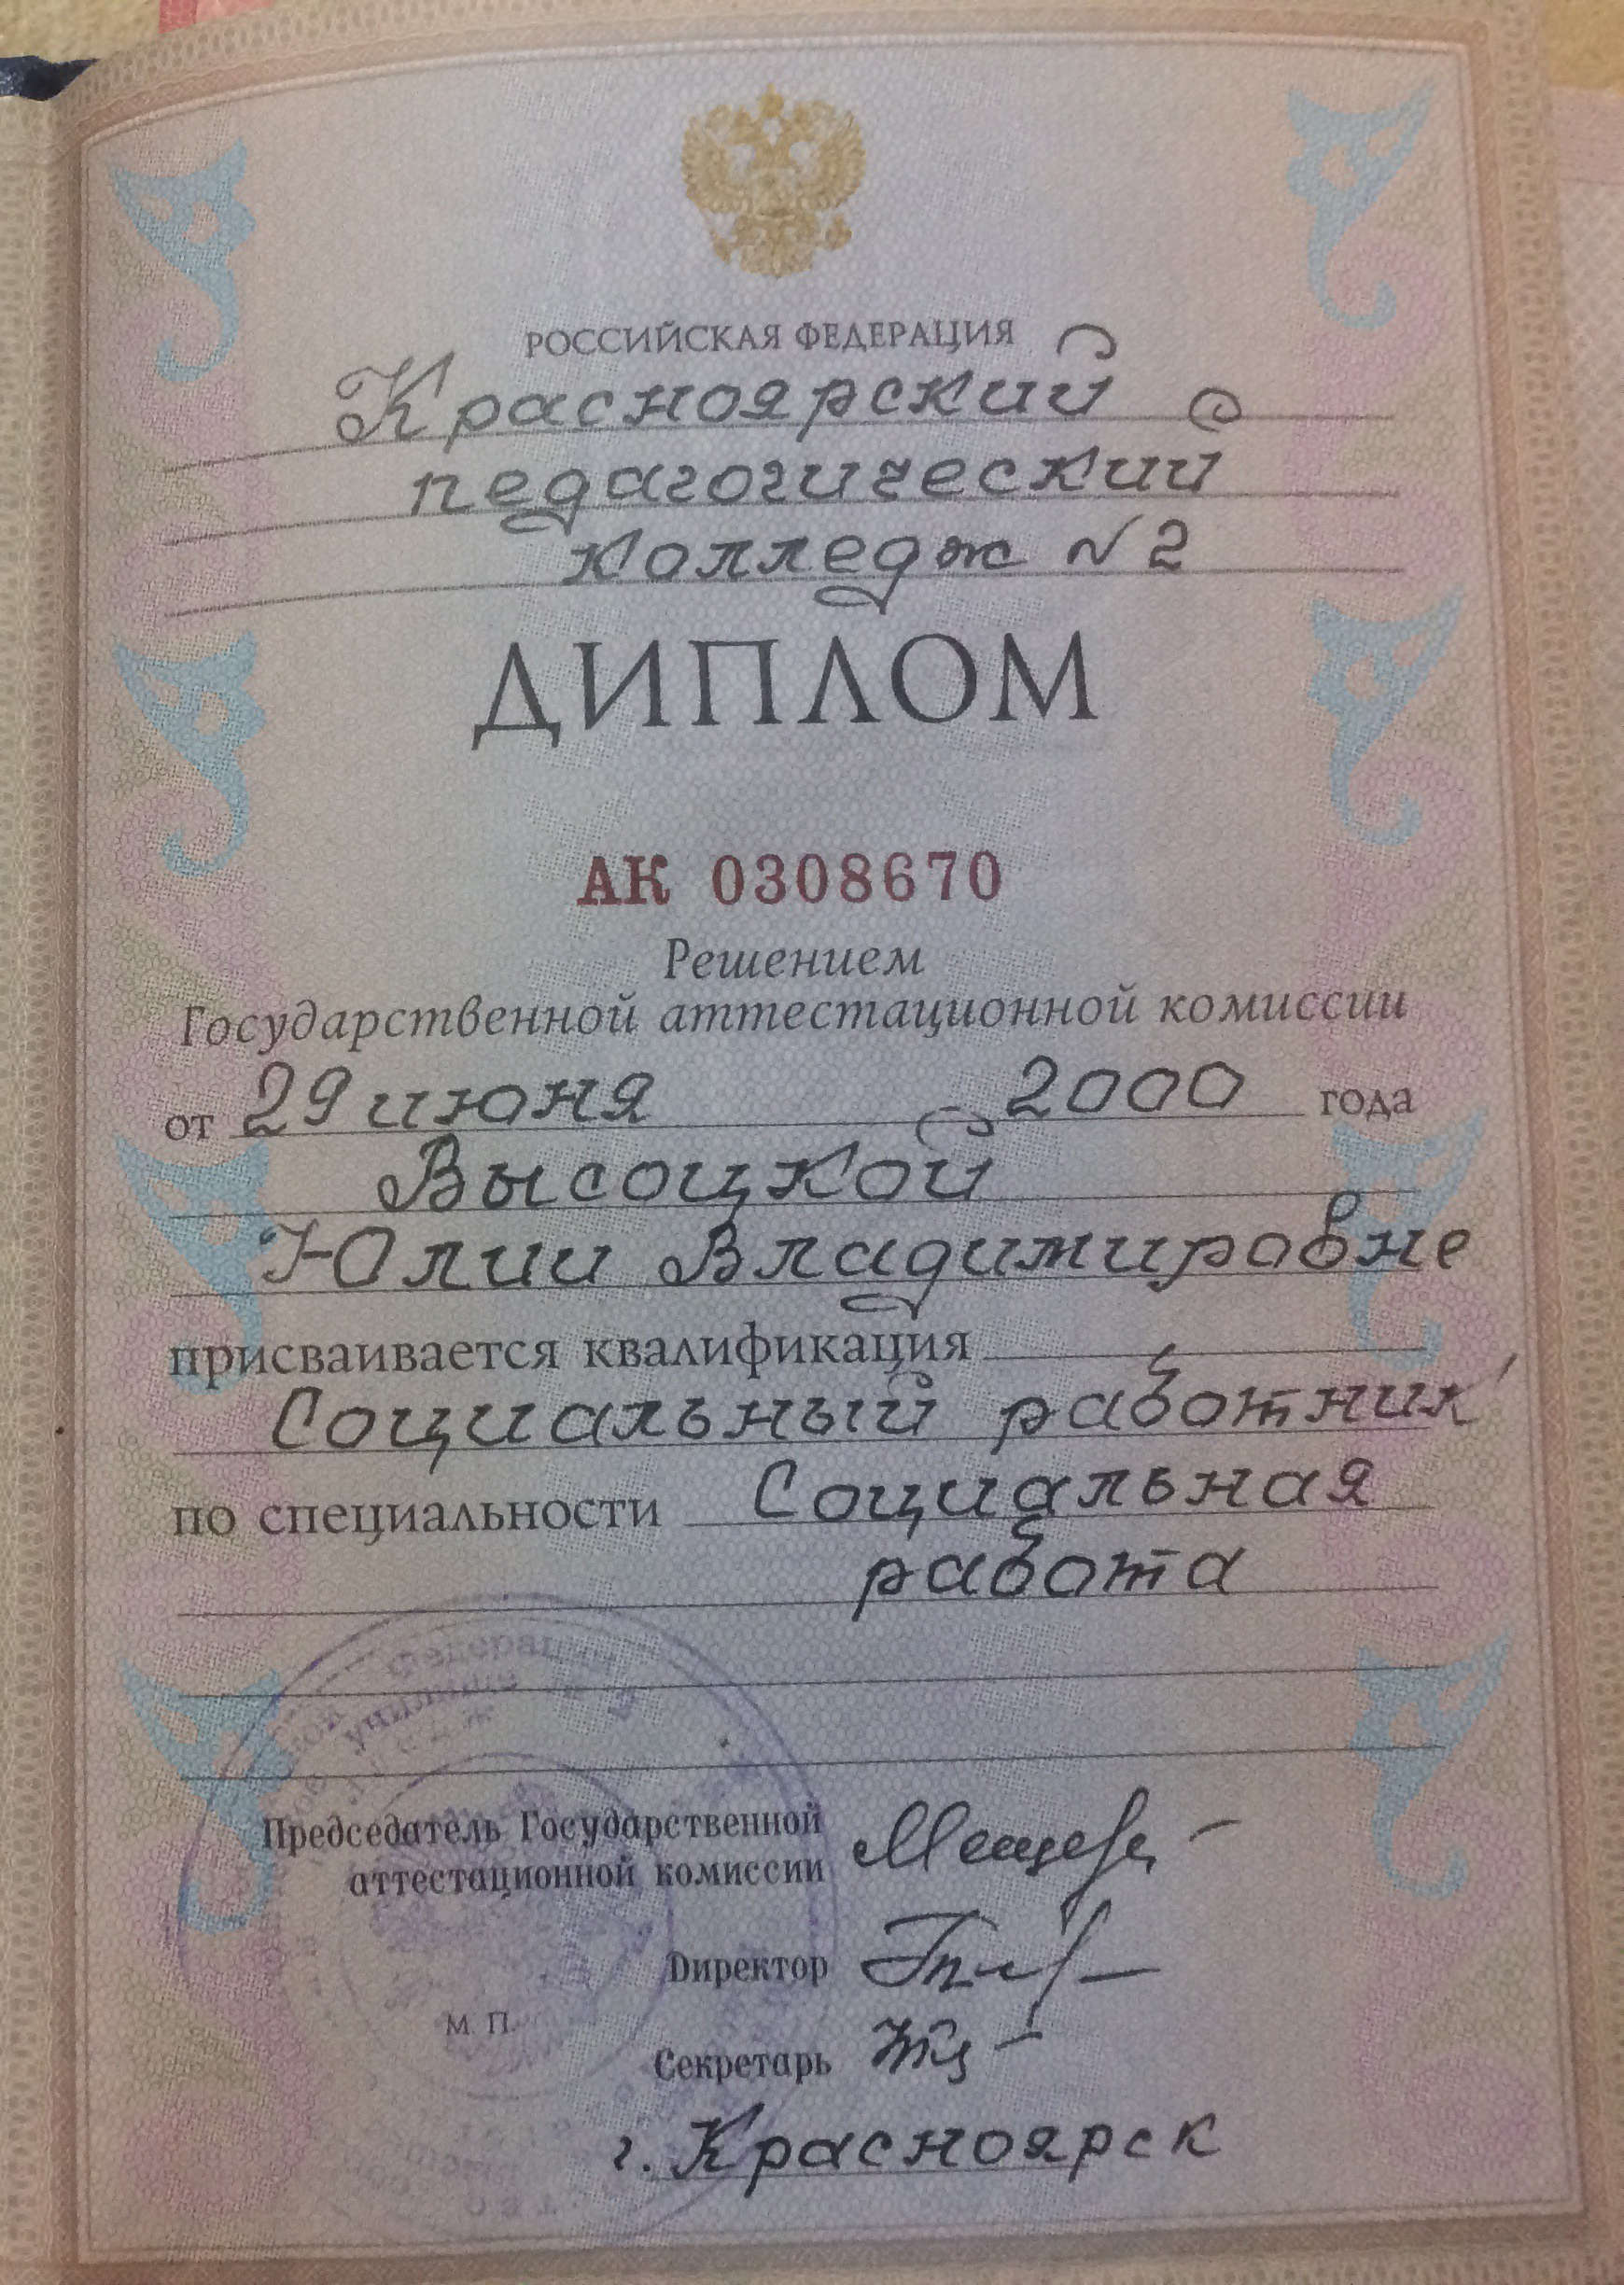 РОССИЙСКАЯ ФЕДЕРАЦИЯ
Красноярский
педагогический
колледж №2
ДИПЛОМ
АК 0308670
Решением
Государственной аттестационной комиссии
от 29 июня 2000 года
Высоцкой
Юлии Владимировне
присваивается квалификация
Социальный работник
по специальности Социальная
работа
Председатель Государственной
аттестационной комиссии
Директор
М. П.
Секретарь
г. Красноярск